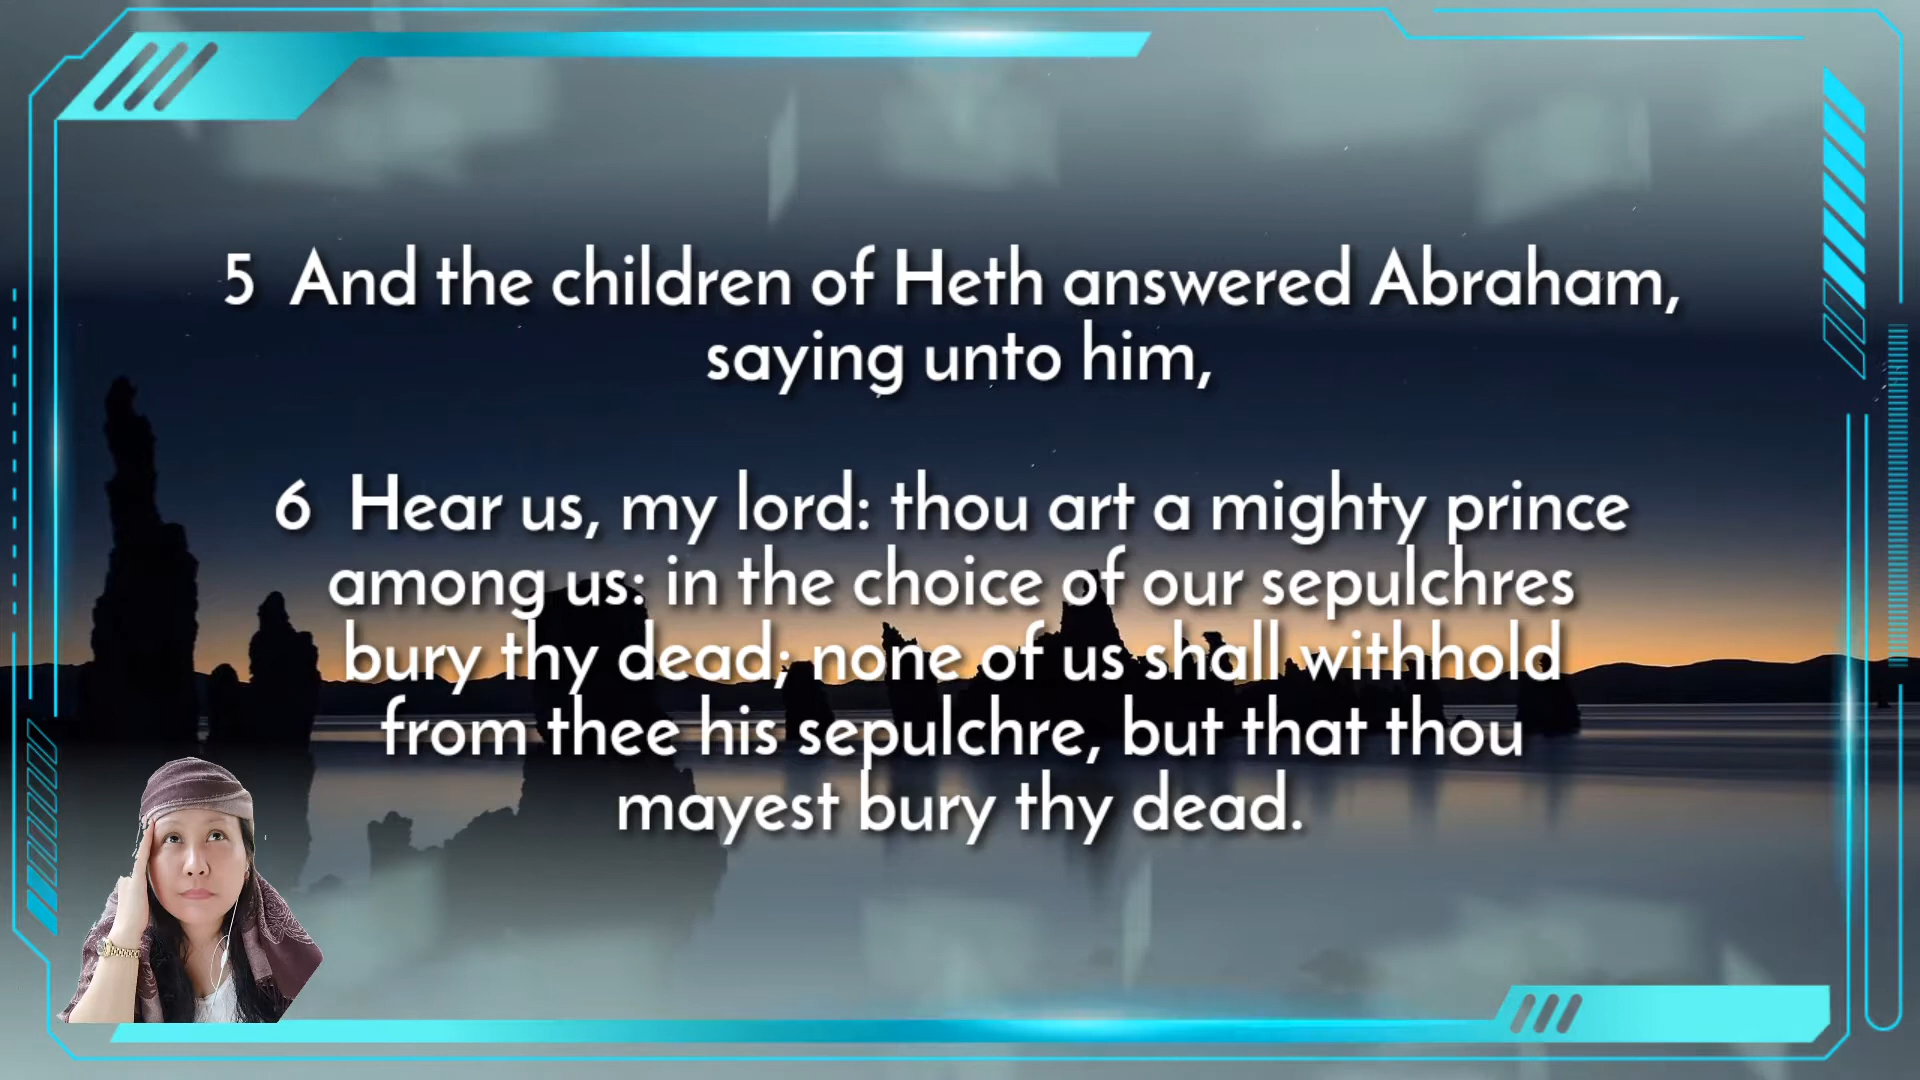 5 And the children of Heth answered Abraham,
saying unto him,
6 Hear us, my lord: thou art a mighty prince
among us: in the choice of our sepulchres
bury thy dead; none of us shall withhold
from thee his sepulchre, but that thou
mayest bury thy dead.